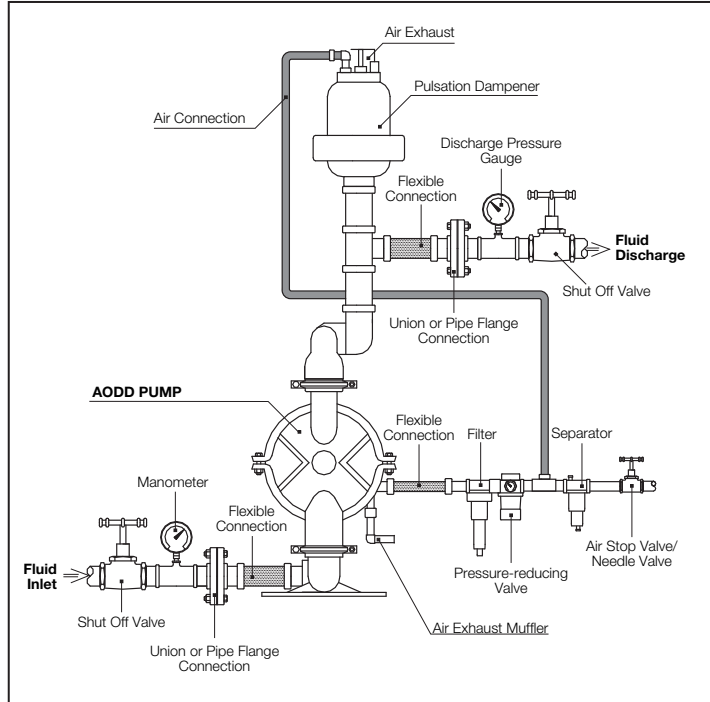 Air Exhaust
Pulsation Dampener
Air Connection
Discharge Pressure
Gauge
Flexible
Connection
Fluid
Discharge
Shut Off Valve
Union or Pipe Flange
Connection
AODD PUMP
Flexible
Connection
Filter
Separator
Manometer
Flexible
Connection
Air Stop Valve/
Needle Valve
Fluid
Inlet
Pressure-reducing
Valve
Shut Off Valve
Air Exhaust Muffler
Union or Pipe Flange
Connection